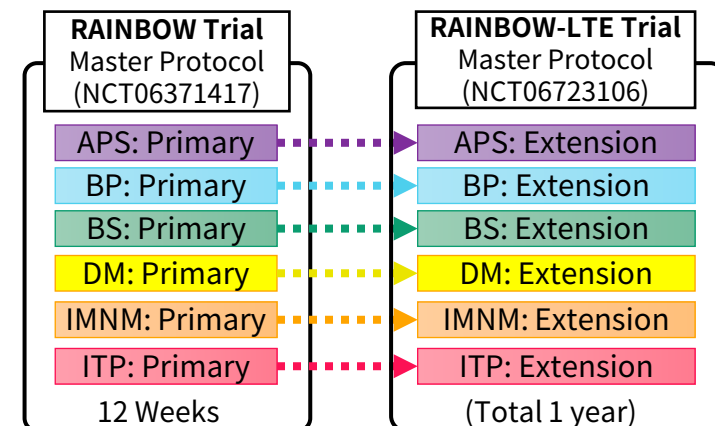 RAINBOW Trial
Master Protocol
(NCT06371417)
APS: Primary
BP: Primary
BS: Primary
DM: Primary
IMNM: Primary
ITP: Primary
12 Weeks
RAINBOW-LTE Trial
Master Protocol
(NCT06723106)
APS: Extension
BP: Extension
BS: Extension
DM: Extension
IMNM: Extension
ITP: Extension
(Total 1 year)